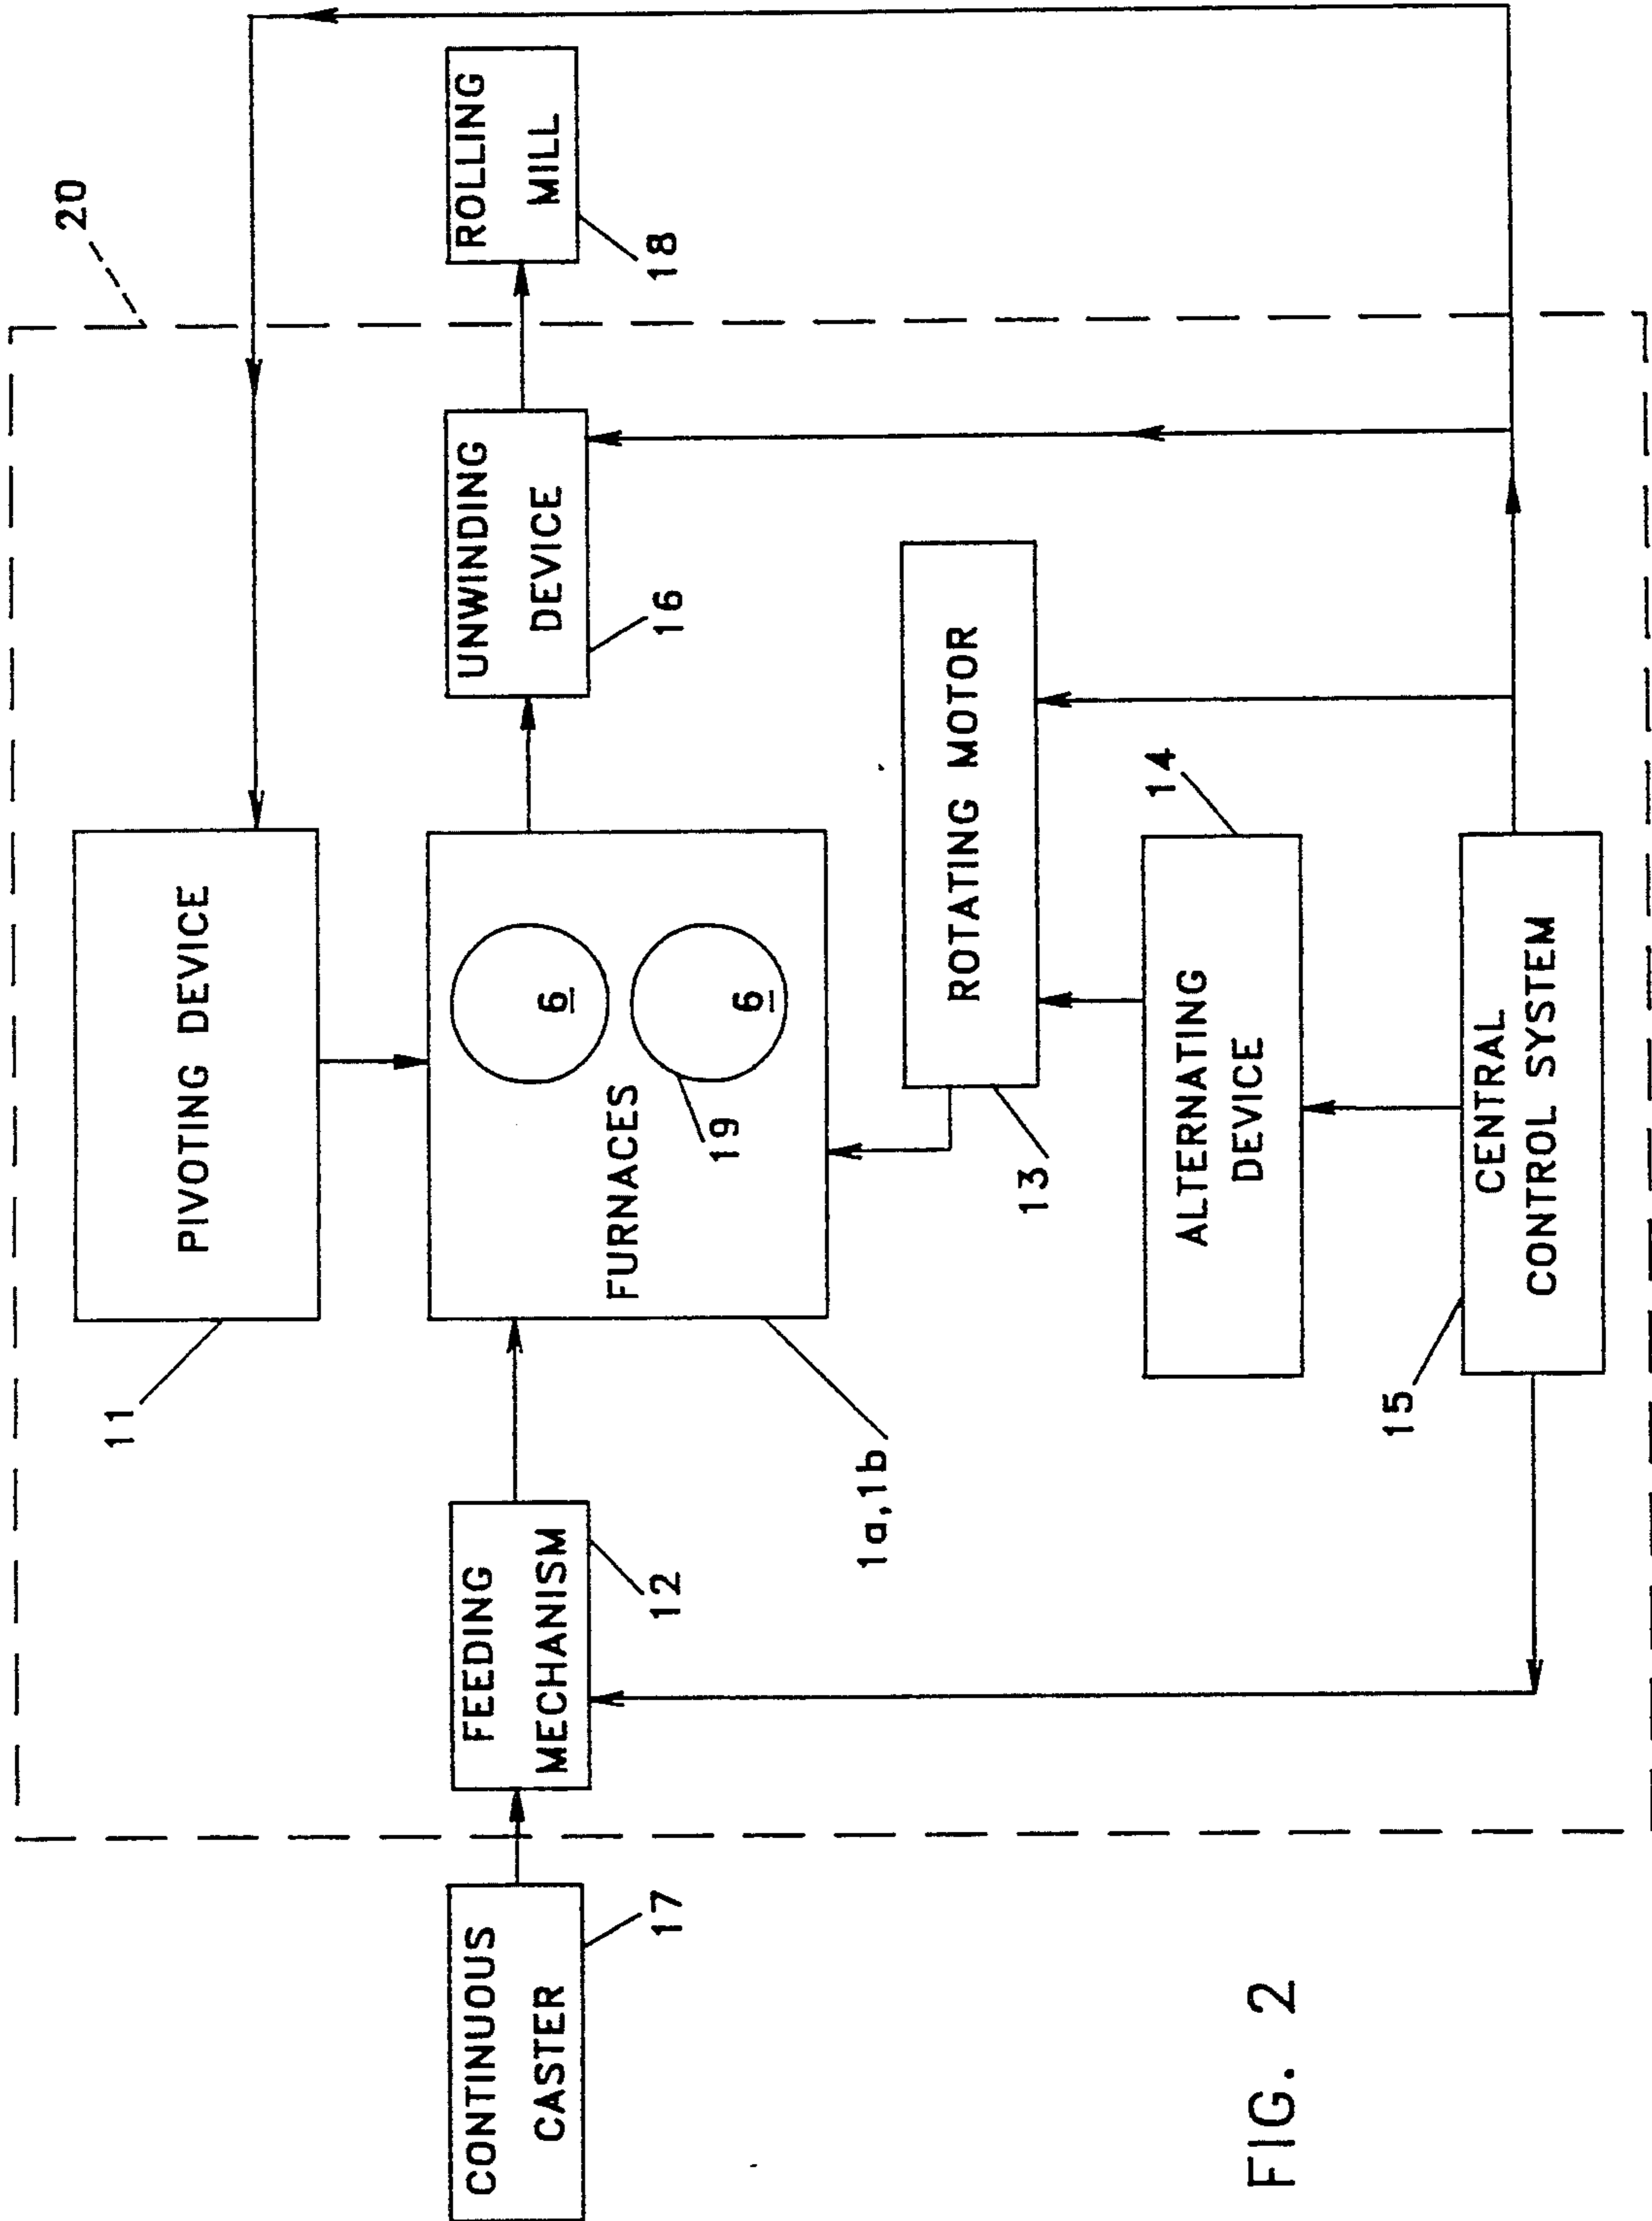 20
PIVOTING DEVICE
11
CONTINUOUS
CASTER
17
FEEDING
MECHANISM
12
FURNACES
6
6
19
1a,1b
UNWINDING
DEVICE
16
ROLLING
MILL
18
ROTATING MOTOR
13
ALTERNATING
DEVICE
14
CENTRAL
CONTROL SYSTEM
15
FIG. 2